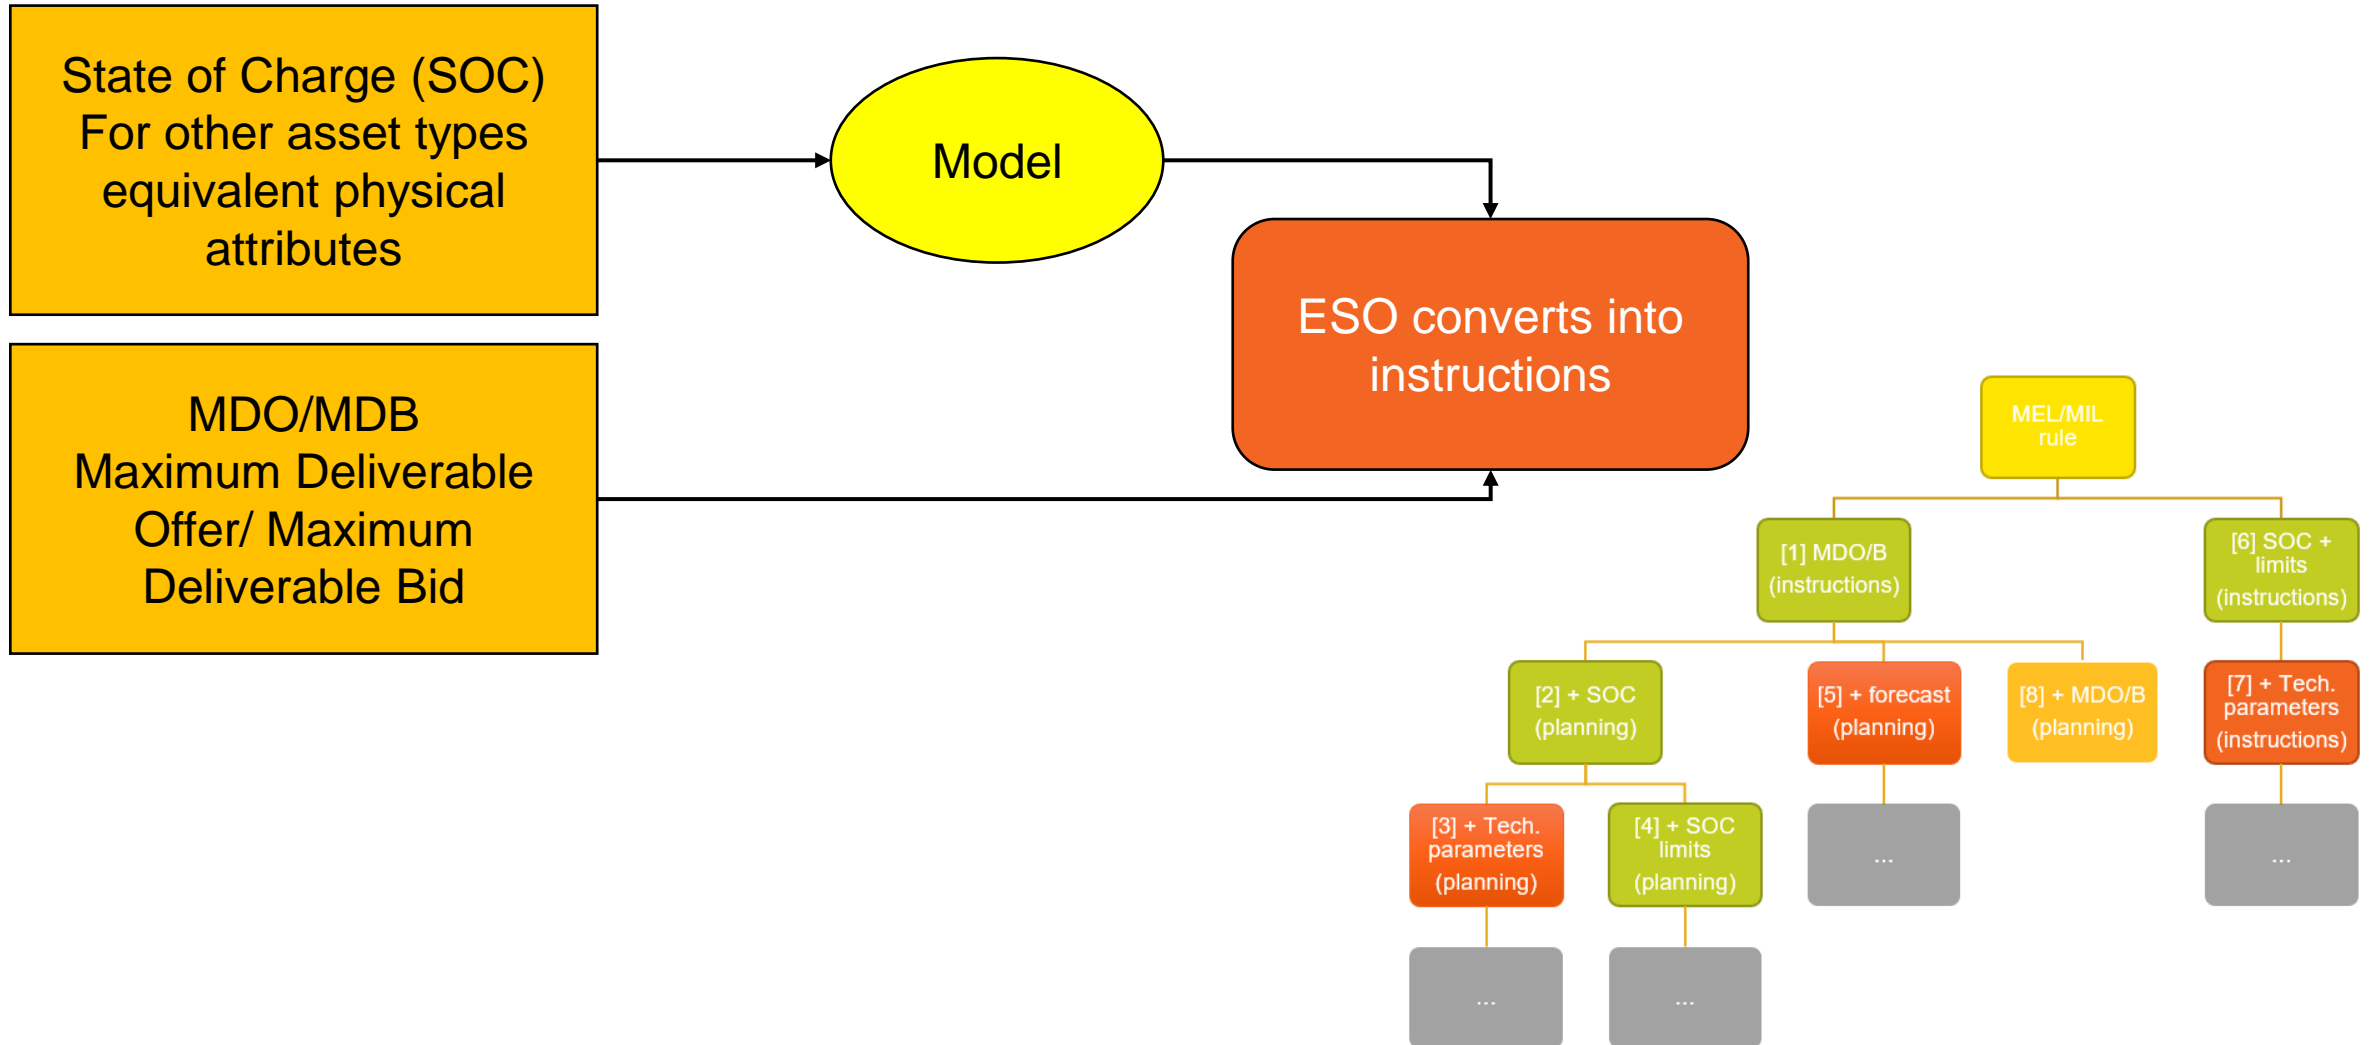 State of Charge (SOC)
For other asset types
equivalent physical
attributes
Model
ESO converts into
instructions
MDO/MDB
Maximum Deliverable
Offer/ Maximum
Deliverable Bid
MEL/MIL
rule
[1] MDO/B
(instructions)
[6] SOC +
limits
(instructions)
[2] + SOC
(planning)
[5] + forecast
(planning)
[8] + MDO/B
(planning)
[7] + Tech.
parameters
(instructions)
[3] + Tech.
parameters
(planning)
[4] + SOC
limits
(planning)
...
...
...
...